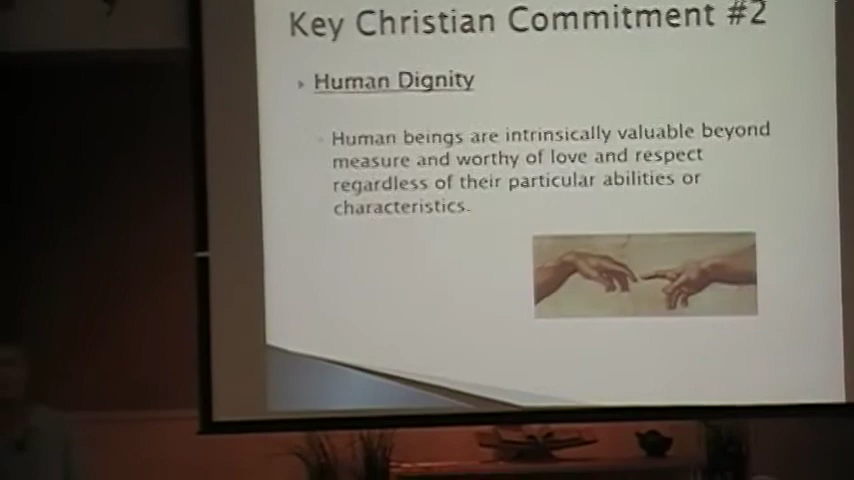 Key Christian Commitment #2
Human Dignity
Human beings are intrinsically valuable beyond
measure and worthy of love and respect
regardless of their particular abilities or
characteristics.